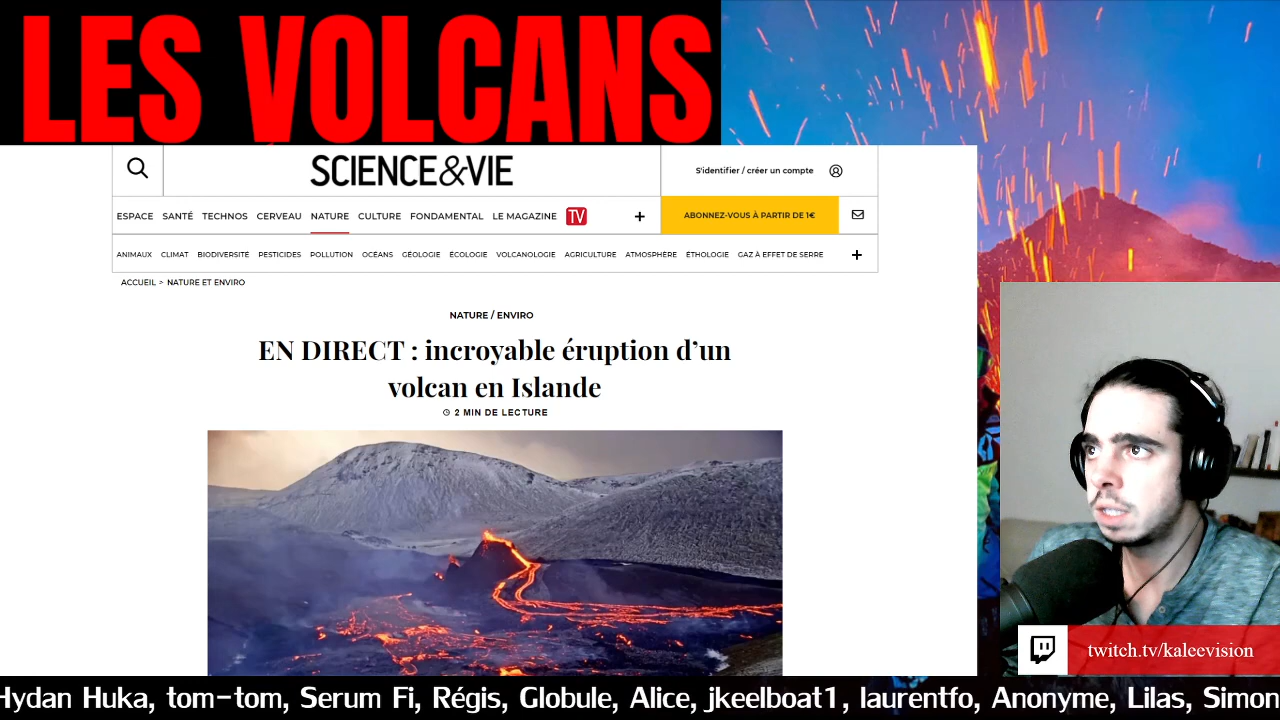 LES VOLCANS
SCIENCE&VIE
S'identifier / créer un compte
ESPACE SANTÉ TECHNOS CERVEAU NATURE CULTURE FONDAMENTAL LE MAGAZINE TV +
ABONNEZ-VOUS À PARTIR DE 1€
ANIMAUX CLIMAT BIODIVERSITÉ PESTICIDES POLLUTION OCÉANS GÉOLOGIE ÉCOLOGIE VOLCANOLOGIE AGRICULTURE ATMOSPHÈRE ÉTHOLOGIE GAZ À EFFET DE SERRE +
ACCUEIL > NATURE ET ENVIRO
NATURE / ENVIRO
EN DIRECT : incroyable éruption d’un
volcan en Islande
2 MIN DE LECTURE
twitch.tv/kaleevision
Hydan Huka, tom-tom, Serum Fi, Régis, Globule, Alice, jkeelboat1, laurentfo, Anonyme, Lilas, Simon